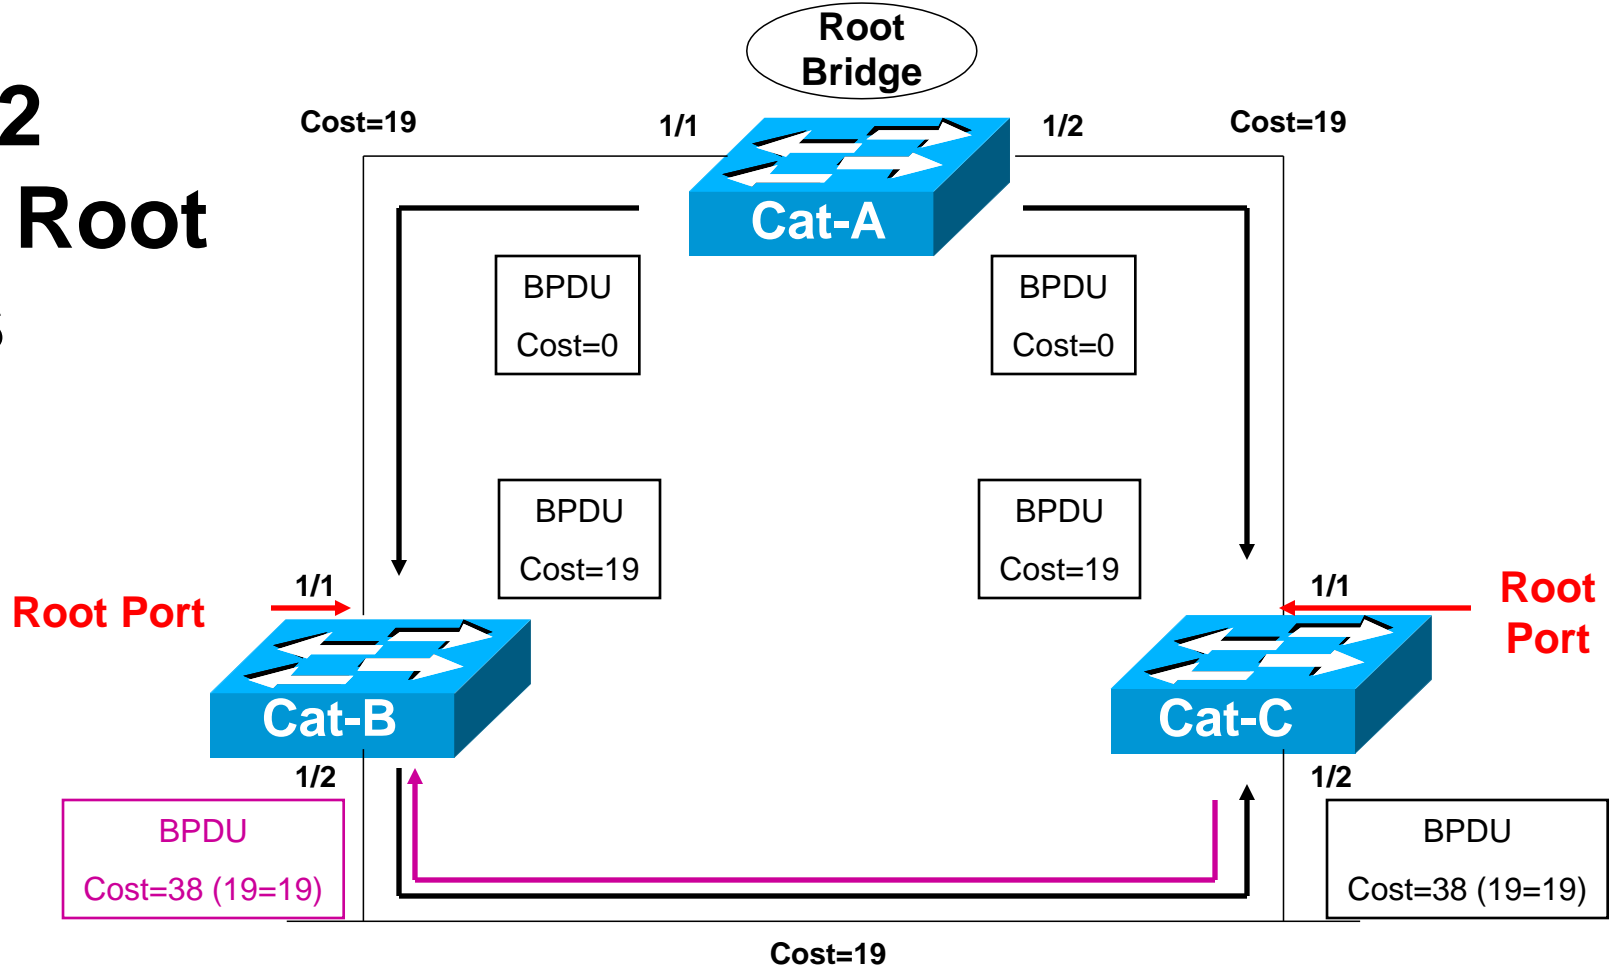 Root
Bridge
2
Root
Cost=19
1/1
1/2
Cost=19
Cat-A
BPDU
Cost=0
BPDU
Cost=0
BPDU
Cost=19
BPDU
Cost=19
Root Port
1/1
1/1
Root
Port
Cat-B
Cat-C
1/2
1/2
BPDU
Cost=38 (19=19)
BPDU
Cost=38 (19=19)
Cost=19